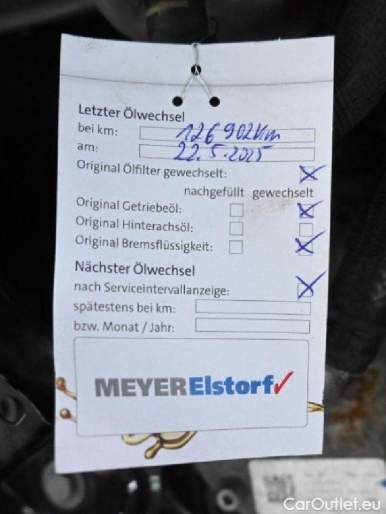 Letzter Ölwechsel
bei km: 126 902 km
am: 22.5.2025
Original Ölfilter gewechselt:
nachgefüllt gewechselt
Original Getriebeöl:
Original Hinterachsöl:
Original Bremsflüssigkeit:
Nächster Ölwechsel
nach Serviceintervallanzeige:
spätestens bei km:
bzw. Monat / Jahr:
MEYERElstorf
CarOutlet.eu